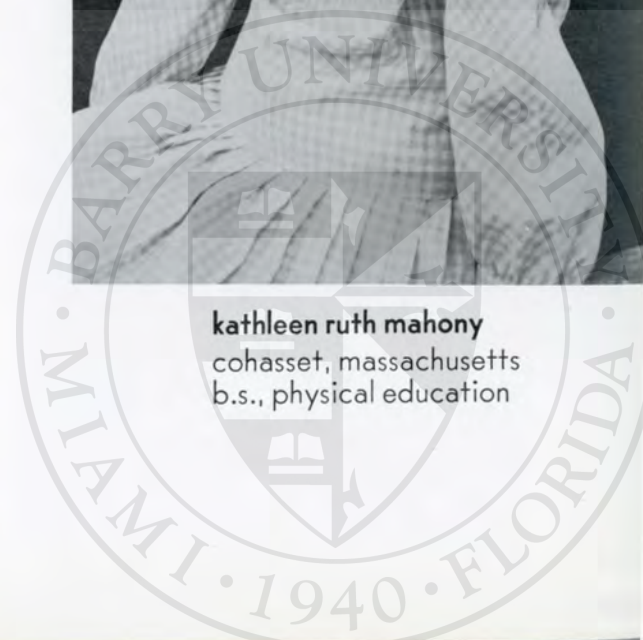 BARRY UNIVERSITY
kathleen ruth mahony
cohasset, massachusetts
b.s., physical education
MIAMI · 1940 · FLORIDA